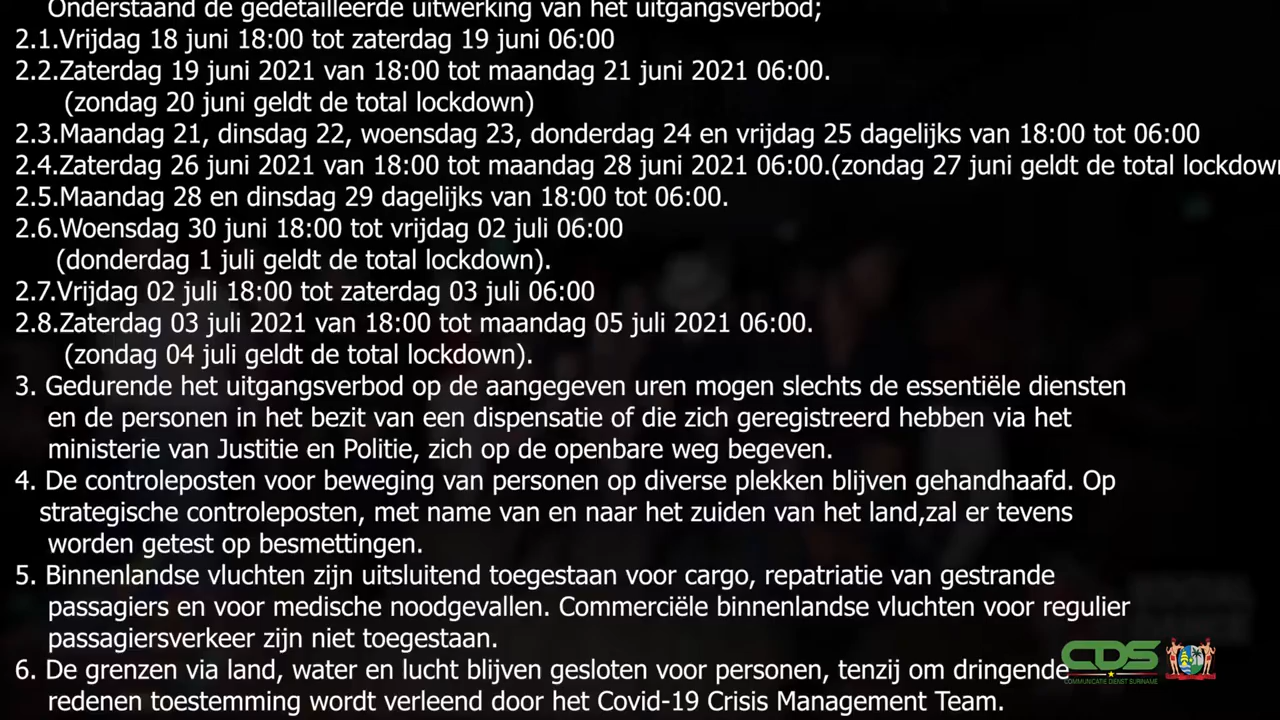 Onderstaand de gedetailleerde uitwerking van het uitgangsverbod;
2.1.Vrijdag 18 juni 18:00 tot zaterdag 19 juni 06:00
2.2.Zaterdag 19 juni 2021 van 18:00 tot maandag 21 juni 2021 06:00.
(zondag 20 juni geldt de total lockdown)
2.3.Maandag 21, dinsdag 22, woensdag 23, donderdag 24 en vrijdag 25 dagelijks van 18:00 tot 06:00
2.4.Zaterdag 26 juni 2021 van 18:00 tot maandag 28 juni 2021 06:00.(zondag 27 juni geldt de total lockdown
2.5.Maandag 28 en dinsdag 29 dagelijks van 18:00 tot 06:00.
2.6.Woensdag 30 juni 18:00 tot vrijdag 02 juli 06:00
(donderdag 1 juli geldt de total lockdown).
2.7.Vrijdag 02 juli 18:00 tot zaterdag 03 juli 06:00
2.8.Zaterdag 03 juli 2021 van 18:00 tot maandag 05 juli 2021 06:00.
(zondag 04 juli geldt de total lockdown).
3. Gedurende het uitgangsverbod op de aangegeven uren mogen slechts de essentiële diensten
en de personen in het bezit van een dispensatie of die zich geregistreerd hebben via het
ministerie van Justitie en Politie, zich op de openbare weg begeven.
4. De controleposten voor beweging van personen op diverse plekken blijven gehandhaafd. Op
strategische controleposten, met name van en naar het zuiden van het land,zal er tevens
worden getest op besmettingen.
5. Binnenlandse vluchten zijn uitsluitend toegestaan voor cargo, repatriatie van gestrande
passagiers en voor medische noodgevallen. Commerciële binnenlandse vluchten voor regulier
passagiersverkeer zijn niet toegestaan.
6. De grenzen via land, water en lucht blijven gesloten voor personen, tenzij om dringende
redenen toestemming wordt verleend door het Covid-19 Crisis Management Team.
CDS
COMMUNICATIE DIENST SURINAME